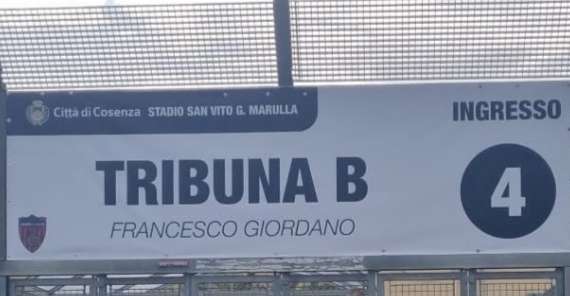 Città di Cosenza STADIO SAN VITO G. MARULLA
INGRESSO
TRIBUNA B
4
FRANCESCO GIORDANO